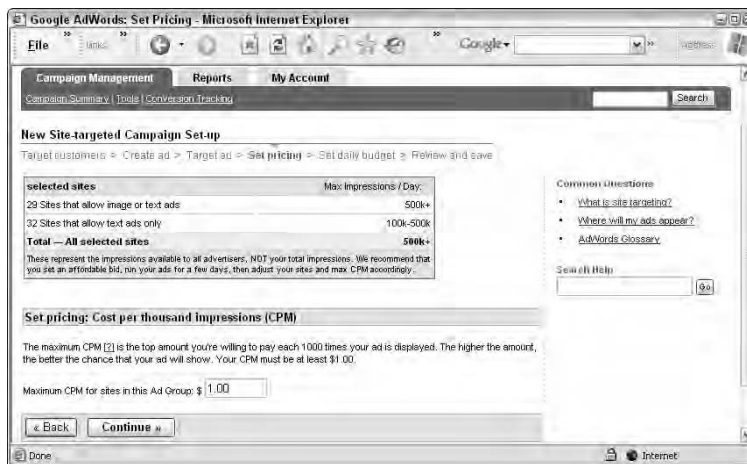 Google AdWords: Set Pricing - Microsoft Internet Explorer
File » Links » » Google » Address
Campaign Management Reports My Account
Campaign Summary | Tools | Conversion Tracking Search
New Site-targeted Campaign Set-up
Target customers > Create ad > Target ad > Set pricing > Set daily budget > Review and save
selected sites Max Impressions / Day:
29 Sites that allow image or text ads 500k+
32 Sites that allow text ads only 100k-500k
Total — All selected sites 500k+
These represent the impressions available to all advertisers, NOT your total impressions. We recommend that
you set an affordable bid, run your ads for a few days, then adjust your sites and max CPM accordingly.
Common Questions
• What is site targeting?
• Where will my ads appear?
• AdWords Glossary
Search Help
Go
Set pricing: Cost per thousand impressions (CPM)
The maximum CPM [?] is the top amount you're willing to pay each 1000 times your ad is displayed. The higher the amount,
the better the chance that your ad will show. Your CPM must be at least $1.00.
Maximum CPM for sites in this Ad Group: $ 1.00
« Back Continue »
Done Internet